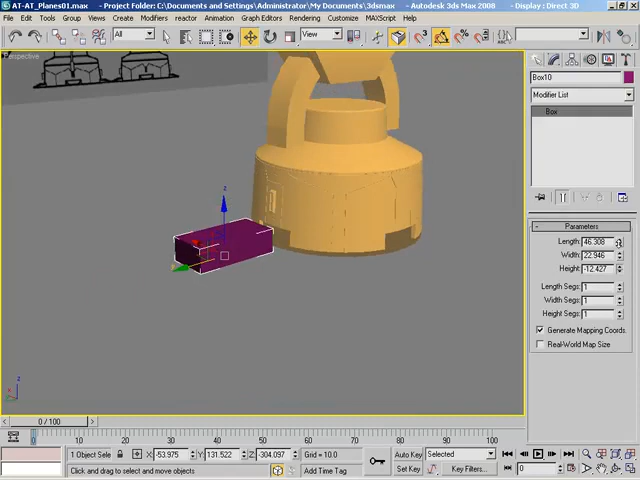 AT-AT_Planes01.max - Project Folder: C:\Documents and Settings\Administrator\My Documents\3dsmax - Autodesk 3ds Max 2008 - Display : Direct 3D
File Edit Tools Group Views Create Modifiers reactor Animation Graph Editors Rendering Customize MAXScript Help
All View
Perspective
Box10
Modifier List
Box
Parameters
Length: 46.308
Width: 22.946
Height: -12.427
Length Segs: 1
Width Segs: 1
Height Segs: 1
Generate Mapping Coords.
Real-World Map Size
z
0 / 100
0 10 20 30 40 50 60 70 80 90 100
1 Object Sele X: -53.975 Y: 131.522 Z: -304.097 Grid = 10.0 Auto Key Selected
Click and drag to select and move objects Add Time Tag Set Key Key Filters... 0